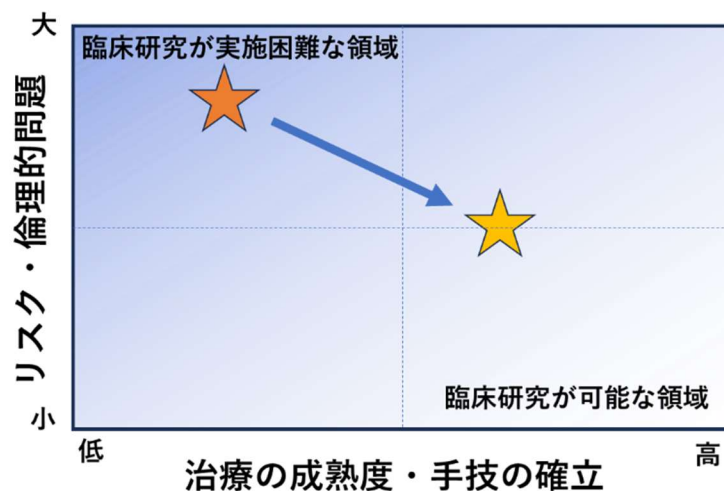 大
臨床研究が実施困難な領域
リスク・倫理的問題
臨床研究が可能な領域
小
低
高
治療の成熟度・手技の確立